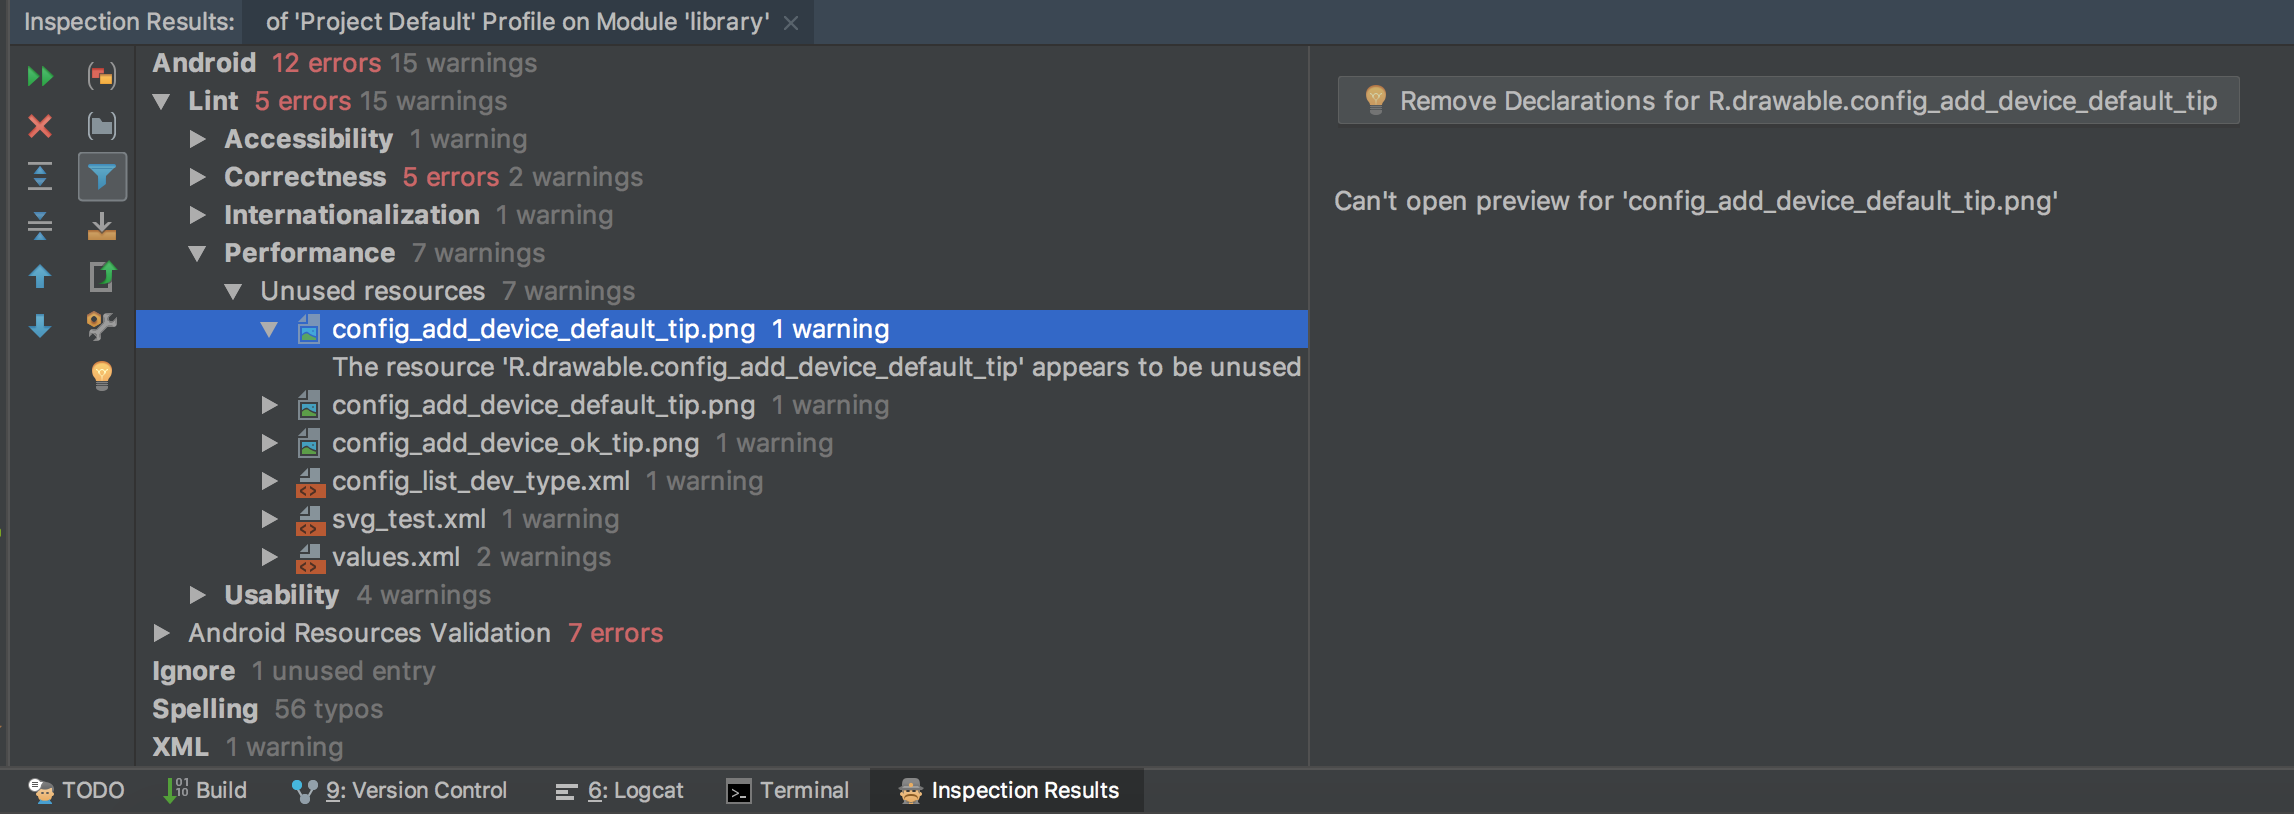 Inspection Results: of 'Project Default' Profile on Module 'library'
Android 12 errors 15 warnings
Lint 5 errors 15 warnings
Accessibility 1 warning
Correctness 5 errors 2 warnings
Internationalization 1 warning
Performance 7 warnings
Unused resources 7 warnings
config_add_device_default_tip.png 1 warning
The resource 'R.drawable.config_add_device_default_tip' appears to be unused
config_add_device_default_tip.png 1 warning
config_add_device_ok_tip.png 1 warning
config_list_dev_type.xml 1 warning
svg_test.xml 1 warning
values.xml 2 warnings
Usability 4 warnings
Android Resources Validation 7 errors
Ignore 1 unused entry
Spelling 56 typos
XML 1 warning
Remove Declarations for R.drawable.config_add_device_default_tip
Can't open preview for 'config_add_device_default_tip.png'
TODO Build 9: Version Control 6: Logcat Terminal Inspection Results